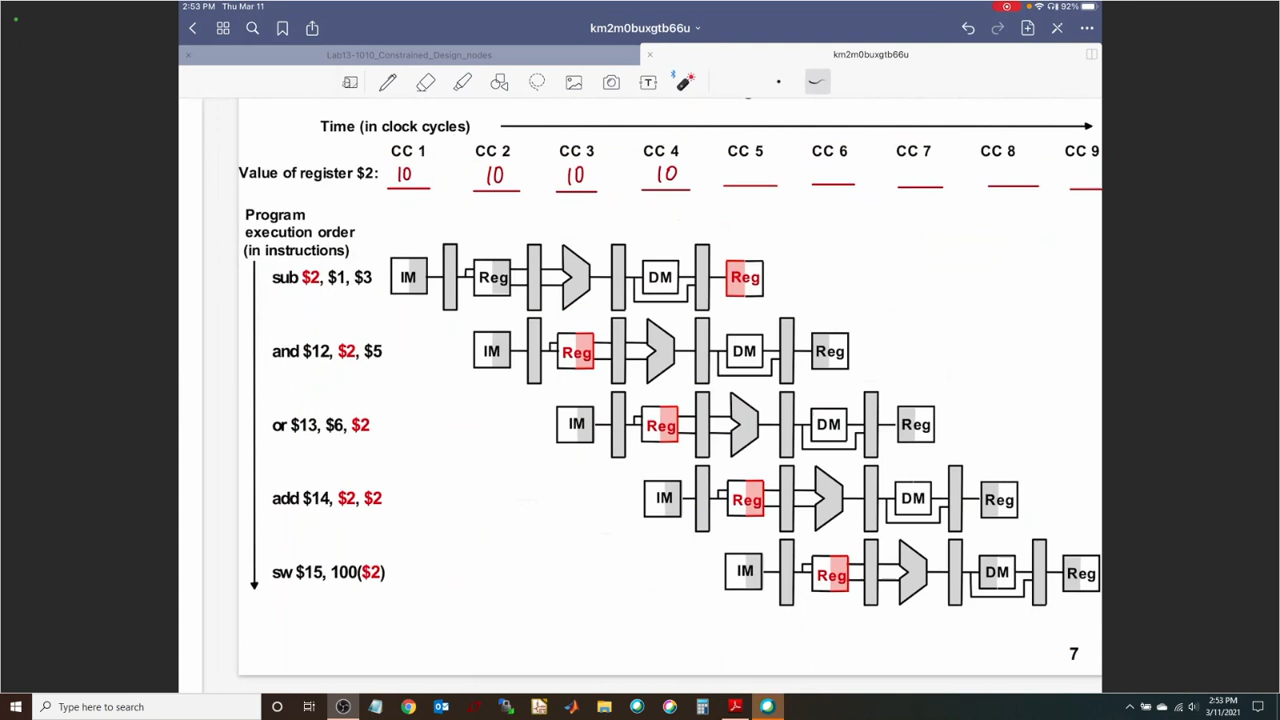 2:53 PM Thu Mar 11
92%
km2m0buxgtb66u
Lab13-1010_Constrained_Design_nodes
km2m0buxgtb66u
T
Time (in clock cycles)
CC 1 CC 2 CC 3 CC 4 CC 5 CC 6 CC 7 CC 8 CC 9
Value of register $2: 10 10 10 10
Program
execution order
(in instructions)
sub $2, $1, $3 IM Reg DM Reg
and $12, $2, $5 IM Reg DM Reg
or $13, $6, $2 IM Reg DM Reg
add $14, $2, $2 IM Reg DM Reg
sw $15, 100($2) IM Reg DM Reg
7
Type here to search
2:53 PM
3/11/2021